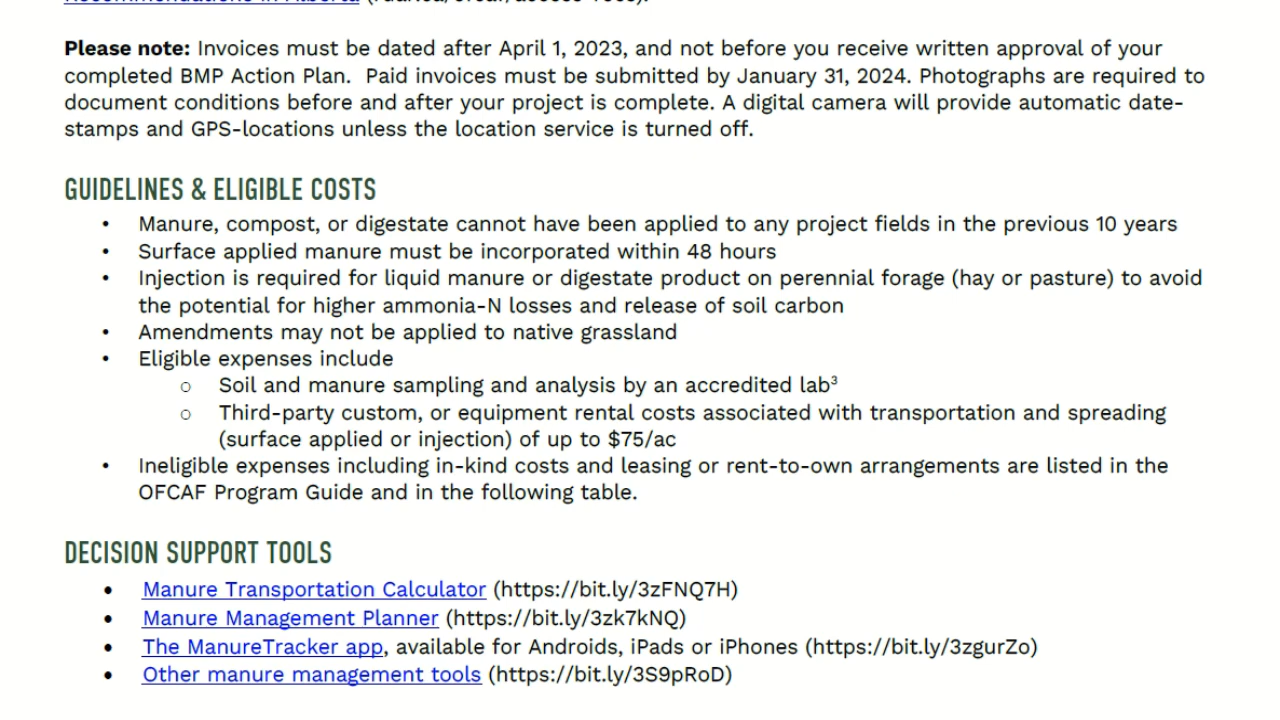 Please note: Invoices must be dated after April 1, 2023, and not before you receive written approval of your
completed BMP Action Plan.  Paid invoices must be submitted by January 31, 2024. Photographs are required to
document conditions before and after your project is complete. A digital camera will provide automatic date-
stamps and GPS-locations unless the location service is turned off.
GUIDELINES & ELIGIBLE COSTS
• Manure, compost, or digestate cannot have been applied to any project fields in the previous 10 years
• Surface applied manure must be incorporated within 48 hours
• Injection is required for liquid manure or digestate product on perennial forage (hay or pasture) to avoid
the potential for higher ammonia-N losses and release of soil carbon
• Amendments may not be applied to native grassland
• Eligible expenses include
○ Soil and manure sampling and analysis by an accredited lab³
○ Third-party custom, or equipment rental costs associated with transportation and spreading
(surface applied or injection) of up to $75/ac
• Ineligible expenses including in-kind costs and leasing or rent-to-own arrangements are listed in the
OFCAF Program Guide and in the following table.
DECISION SUPPORT TOOLS
• Manure Transportation Calculator (https://bit.ly/3zFNQ7H)
• Manure Management Planner (https://bit.ly/3zk7kNQ)
• The ManureTracker app, available for Androids, iPads or iPhones (https://bit.ly/3zgurZo)
• Other manure management tools (https://bit.ly/3S9pRoD)